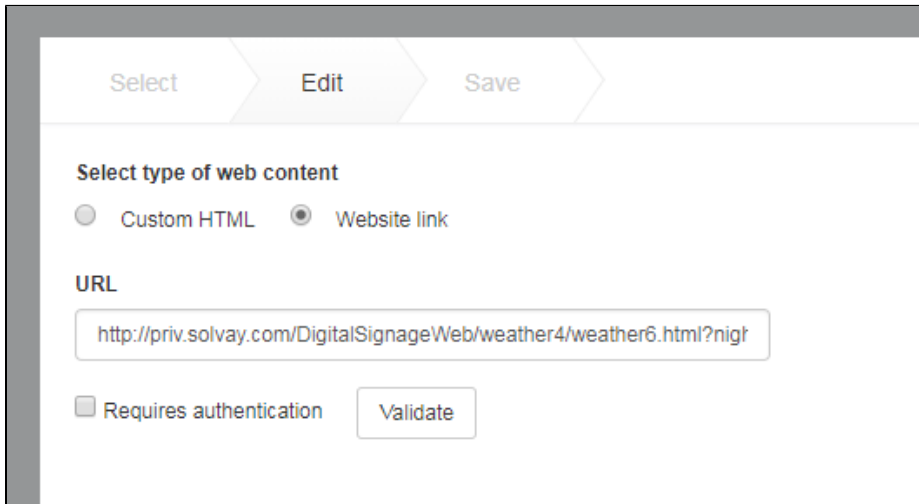 Select Edit Save
Select type of web content
Custom HTML Website link
URL
http://priv.solvay.com/DigitalSignageWeb/weather4/weather6.html?nigh
Requires authentication Validate